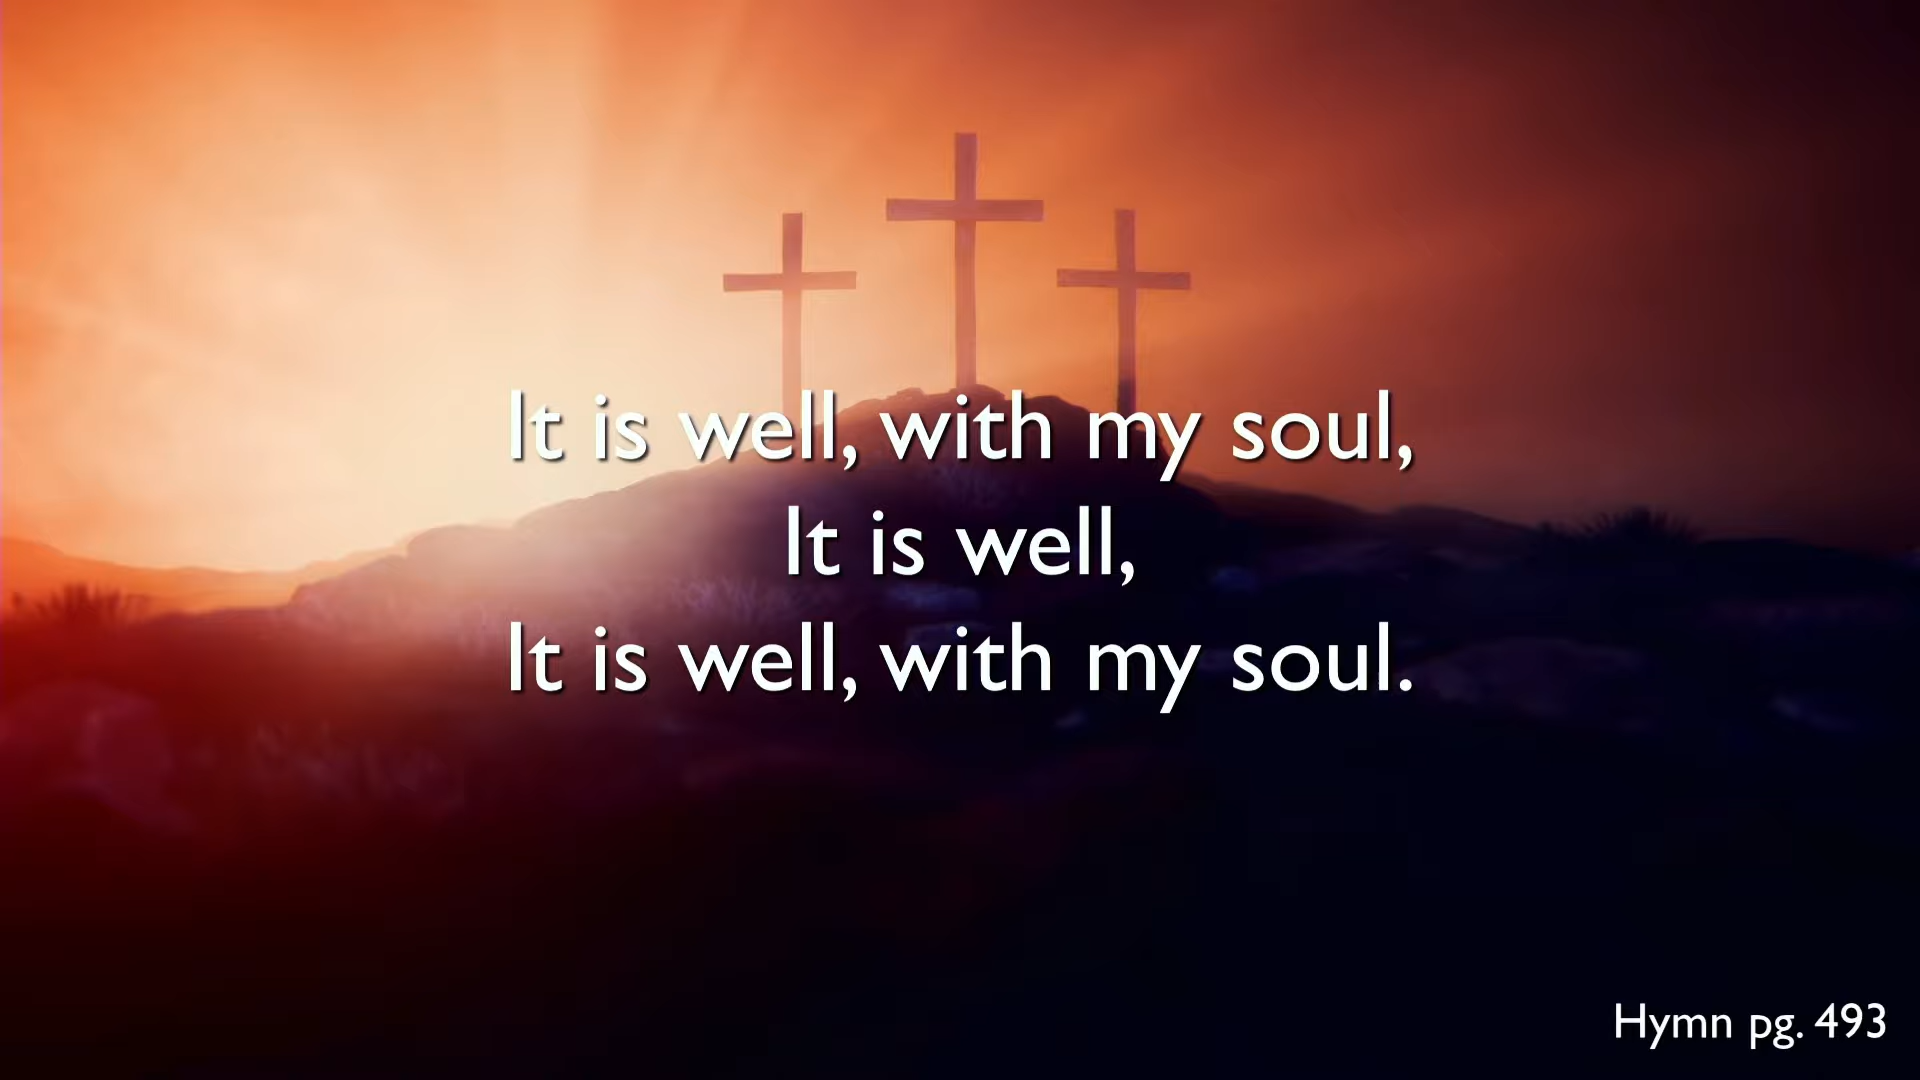 It is well, with my soul,
It is well,
It is well, with my soul.
Hymn pg. 493